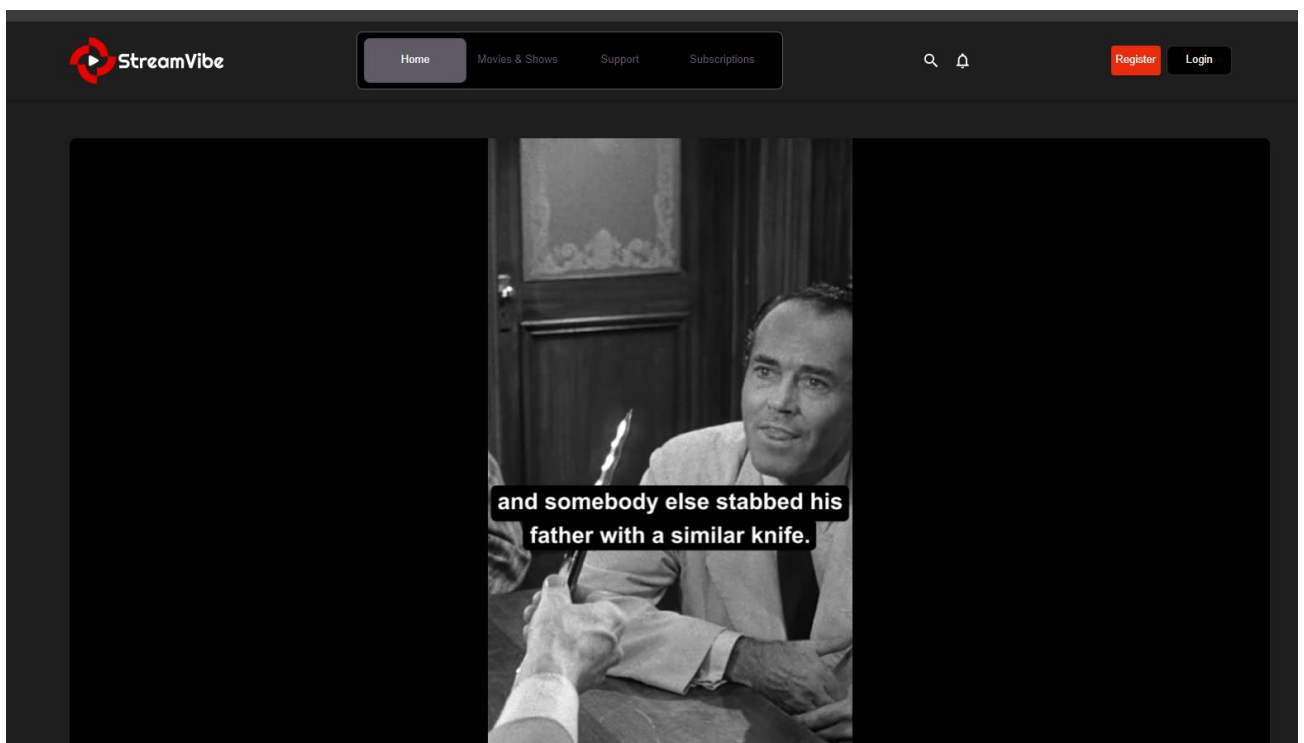 StreamVibe
Home Movies & Shows Support Subscriptions
Register Login
and somebody else stabbed his
father with a similar knife.